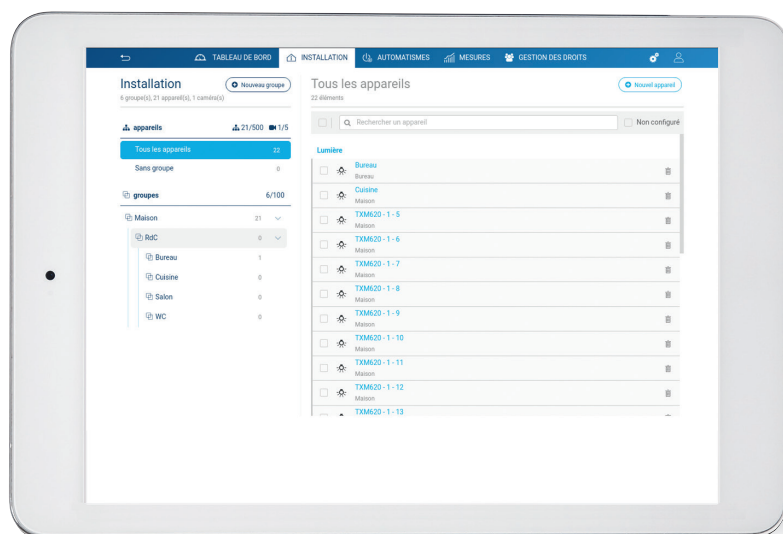 TABLEAU DE BORD
INSTALLATION
AUTOMATISMES
MESURES
GESTION DES DROITS
Installation
Nouveau groupe
6 groupe(s), 21 appareil(s), 1 caméra(s)
appareils 21/500 1/5
Tous les appareils 22
Sans groupe 0
groupes 6/100
Maison 21
RdC 0
Bureau 1
Cuisine 0
Salon 0
WC 0
Tous les appareils
Nouvel appareil
22 éléments
Rechercher un appareil
Non configuré
Lumière
Bureau
Bureau
Cuisine
Maison
TXM620 - 1 - 5
Maison
TXM620 - 1 - 6
Maison
TXM620 - 1 - 7
Maison
TXM620 - 1 - 8
Maison
TXM620 - 1 - 9
Maison
TXM620 - 1 - 10
Maison
TXM620 - 1 - 11
Maison
TXM620 - 1 - 12
Maison
TXM620 - 1 - 13